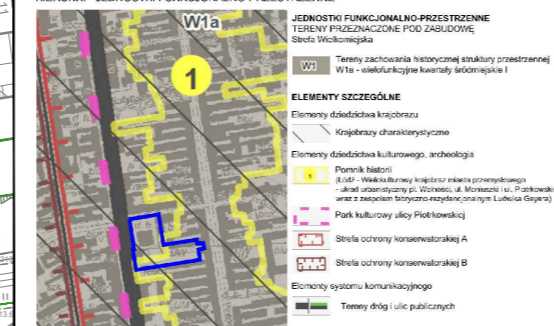 W1a
1
JEDNOSTKI FUNKCJONALNO-PRZESTRZENNE
TERENY PRZEZNACZONE POD ZABUDOWĘ
Strefa Wielkomiejska
W1
Tereny zachowania historycznej struktury przestrzennej
W1a - wielofunkcyjne kwartały śródmiejskie I
ELEMENTY SZCZEGÓLNE
Elementy dziedzictwa krajobrazu
Krajobrazy charakterystyczne
Elementy dziedzictwa kulturowego, archeologia
1
Pomnik historii
(Łódź - Wielokulturowy krajobraz miasta przemysłowego
- układ urbanistyczny pl. Wolności, ul. Moniuszki i ul. Piotrkowskiej
wraz z zespołem fabryczno-rezydencjonalnym Ludwika Geyera)
Park kulturowy ulicy Piotrkowskiej
Strefa ochrony konserwatorskiej A
Strefa ochrony konserwatorskiej B
Elementy systemu komunikacyjnego
Tereny dróg i ulic publicznych